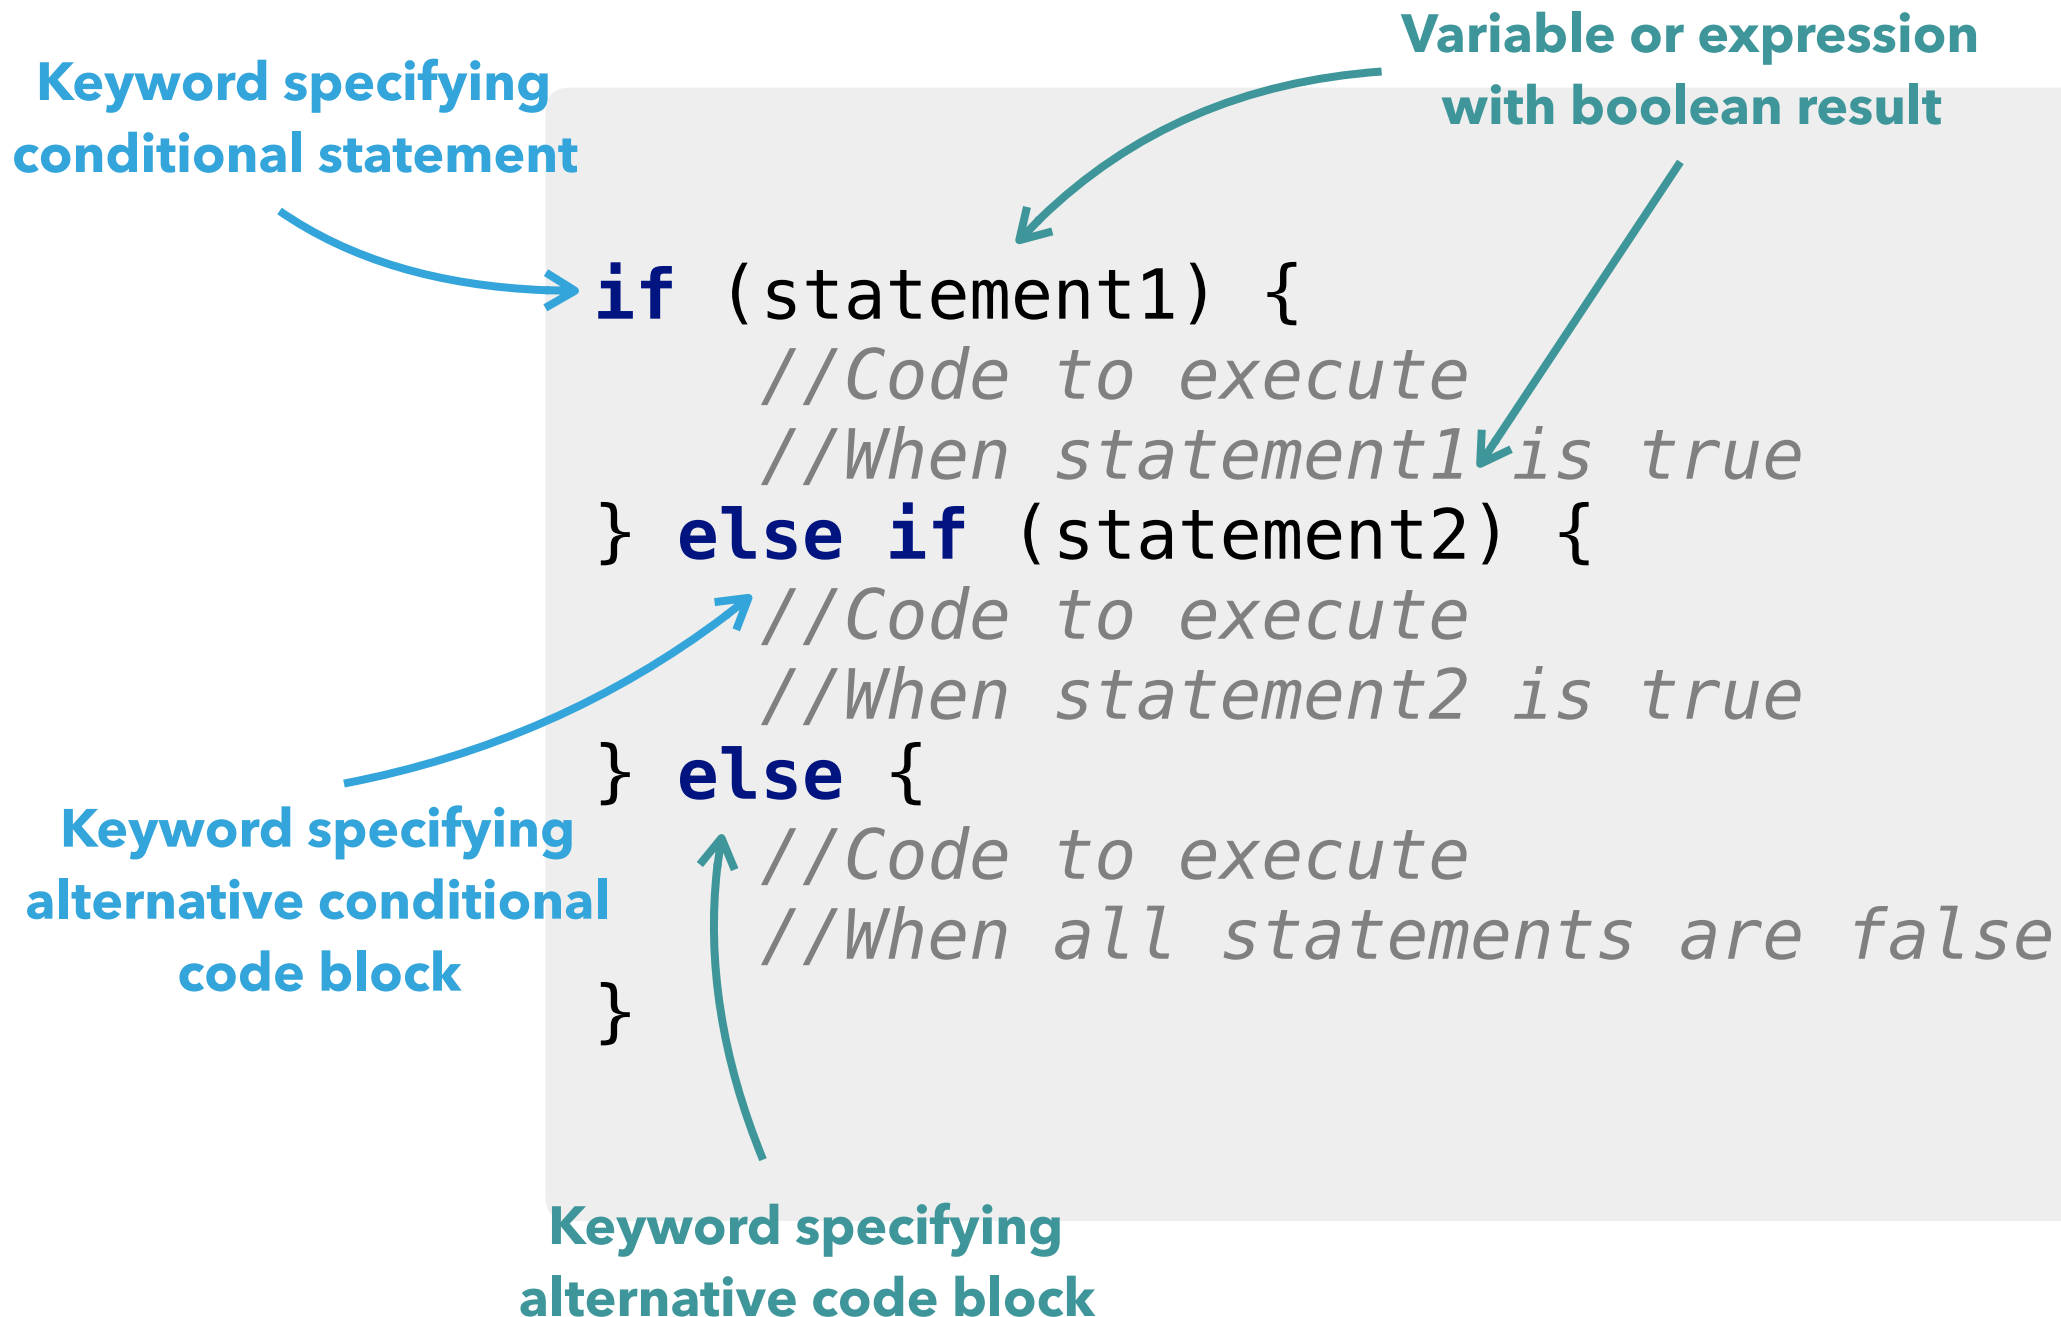 Variable or expression
with boolean result
Keyword specifying
conditional statement
if (statement1) {
//Code to execute
//When statement1 is true
} else if (statement2) {
//Code to execute
//When statement2 is true
} else {
//Code to execute
//When all statements are false
}
Keyword specifying
alternative conditional
code block
Keyword specifying
alternative code block